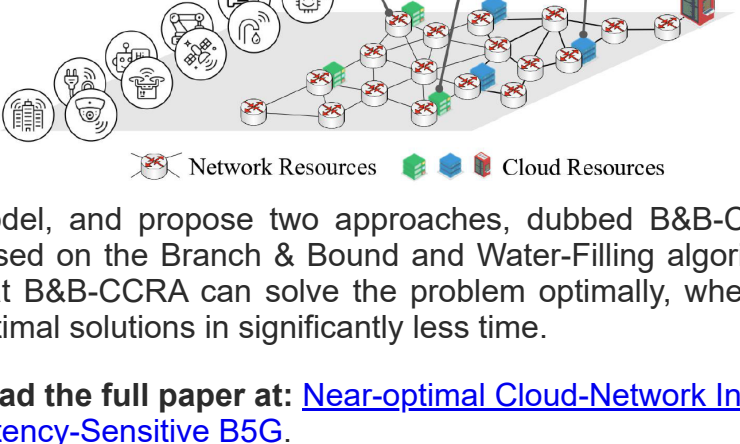 Network Resources Cloud Resources
odel, and propose two approaches, dubbed B&B-C
sed on the Branch & Bound and Water-Filling algori
at B&B-CCRA can solve the problem optimally, whe
timal solutions in significantly less time.
ad the full paper at: Near-optimal Cloud-Network In
tency-Sensitive B5G.